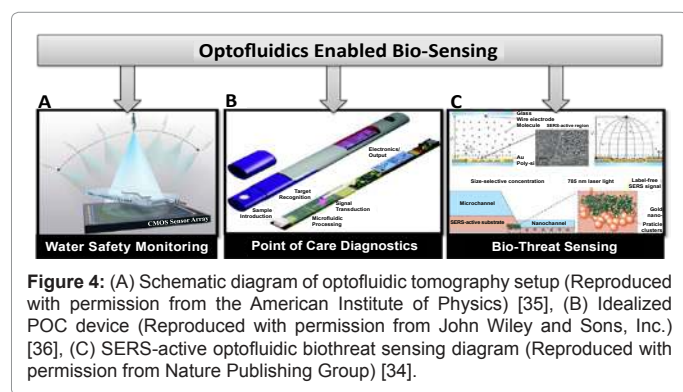 Optofluidics Enabled Bio-Sensing
A
CMOS Sensor Array
Water Safety Monitoring
B
Electronics/
Output
Target
Recognition
Signal
Transduction
Sample
Introduction
Microfluidic
Processing
Point of Care Diagnostics
C
Glass
Wire electrode
Molecule
SERS-active region
Au
Poly-si
Size-selective concentration
785 nm laser light
Label-free
SERS signal
Microchannel
SERS-active substrate
Nanochannel
Gold
nano-
Praticle
clusters
Bio-Threat Sensing
Figure 4: (A) Schematic diagram of optofluidic tomography setup (Reproduced
with permission from the American Institute of Physics) [35], (B) Idealized
POC device (Reproduced with permission from John Wiley and Sons, Inc.)
[36], (C) SERS-active optofluidic biothreat sensing diagram (Reproduced with
permission from Nature Publishing Group) [34].